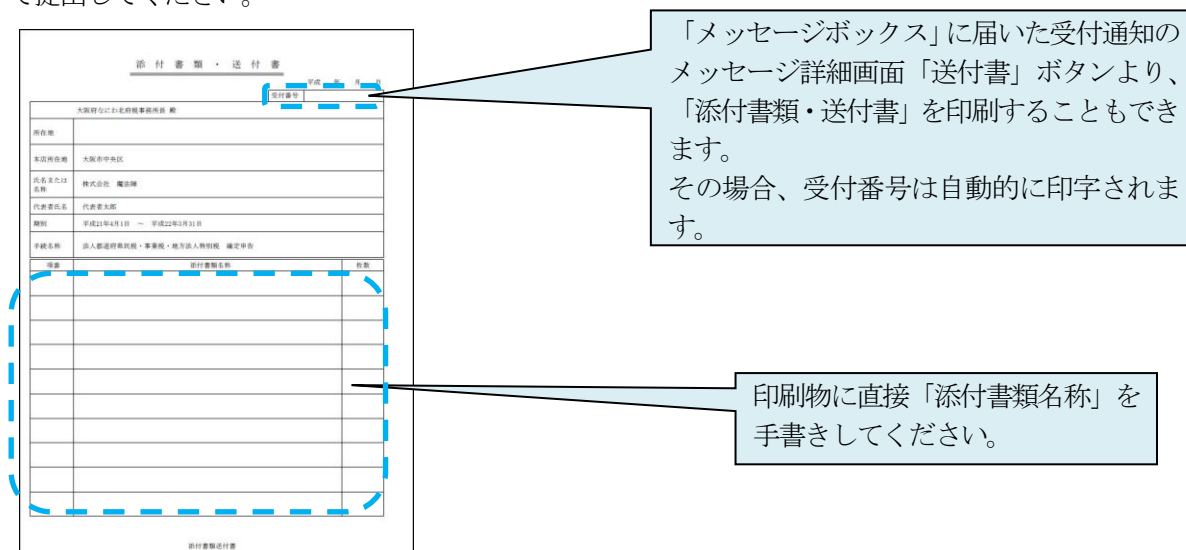 て提出してください。
添付書類・送付書
平成　年　月　日
受付番号
大阪府なにわ北府税事務所長 殿
所在地
本店所在地　大阪市中央区
氏名または
名称　株式会社　魔法陣
代表者氏名　代表者太郎
期別　平成21年4月1日　～　平成22年3月31日
手続名称　法人都道府県民税・事業税・地方法人特別税　確定申告
項番　添付書類名称　枚数
添付書類送付書
「メッセージボックス」に届いた受付通知の
メッセージ詳細画面「送付書」ボタンより、
「添付書類・送付書」を印刷することもでき
ます。
その場合、受付番号は自動的に印字されま
す。
印刷物に直接「添付書類名称」を
手書きしてください。